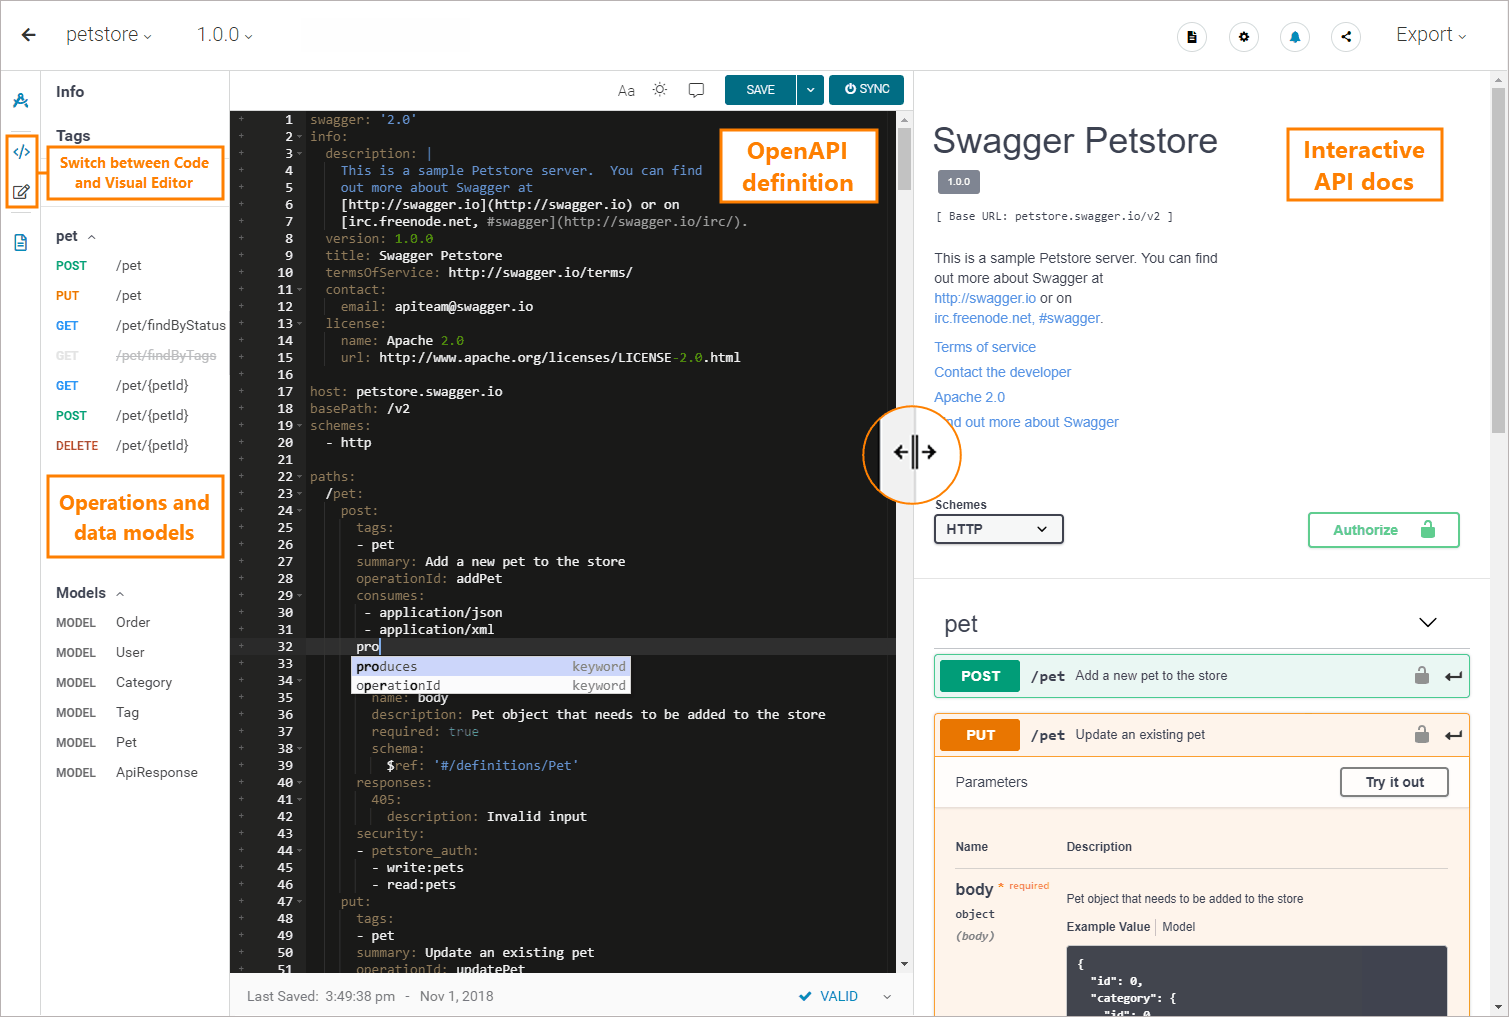 petstore
1.0.0
Export
Info
Tags
Switch between Code
and Visual Editor
pet
POST /pet
PUT /pet
GET /pet/findByStatus
GET /pet/findByTags
GET /pet/{petId}
POST /pet/{petId}
DELETE /pet/{petId}
Operations and
data models
Models
MODEL Order
MODEL User
MODEL Category
MODEL Tag
MODEL Pet
MODEL ApiResponse
Aa
SAVE
SYNC
OpenAPI
definition
1 swagger: '2.0'
2 info:
3 description: |
4 This is a sample Petstore server.  You can find
5 out more about Swagger at
6 [http://swagger.io](http://swagger.io) or on
7 [irc.freenode.net, #swagger](http://swagger.io/irc/).
8 version: 1.0.0
9 title: Swagger Petstore
10 termsOfService: http://swagger.io/terms/
11 contact:
12 email: apiteam@swagger.io
13 license:
14 name: Apache 2.0
15 url: http://www.apache.org/licenses/LICENSE-2.0.html
16
17 host: petstore.swagger.io
18 basePath: /v2
19 schemes:
20 - http
21
22 paths:
23 /pet:
24 post:
25 tags:
26 - pet
27 summary: Add a new pet to the store
28 operationId: addPet
29 consumes:
30 - application/json
31 - application/xml
32 pro
33 produces keyword
34 operationId keyword
35 name: body
36 description: Pet object that needs to be added to the store
37 required: true
38 schema:
39 $ref: '#/definitions/Pet'
40 responses:
41 405:
42 description: Invalid input
43 security:
44 - petstore_auth:
45 - write:pets
46 - read:pets
47 put:
48 tags:
49 - pet
50 summary: Update an existing pet
51 operationId: updatePet
Last Saved: 3:49:38 pm - Nov 1, 2018
VALID
Swagger Petstore
1.0.0
Interactive
API docs
[ Base URL: petstore.swagger.io/v2 ]
This is a sample Petstore server. You can find
out more about Swagger at
http://swagger.io or on
irc.freenode.net, #swagger.
Terms of service
Contact the developer
Apache 2.0
nd out more about Swagger
Schemes
HTTP
Authorize
pet
POST /pet Add a new pet to the store
PUT /pet Update an existing pet
Parameters
Try it out
Name Description
body * required
object
(body)
Pet object that needs to be added to the store
Example Value Model
{
"id": 0,
"category": {
"id": 0